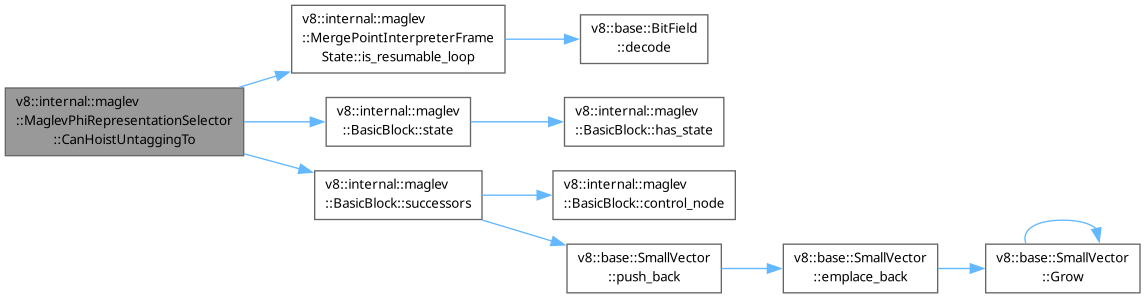 v8::internal::maglev
::MaglevPhiRepresentationSelector
::CanHoistUntaggingTo
v8::internal::maglev
::MergePointInterpreterFrame
State::is_resumable_loop
v8::base::BitField
::decode
v8::internal::maglev
::BasicBlock::state
v8::internal::maglev
::BasicBlock::has_state
v8::internal::maglev
::BasicBlock::successors
v8::internal::maglev
::BasicBlock::control_node
v8::base::SmallVector
::push_back
v8::base::SmallVector
::emplace_back
v8::base::SmallVector
::Grow